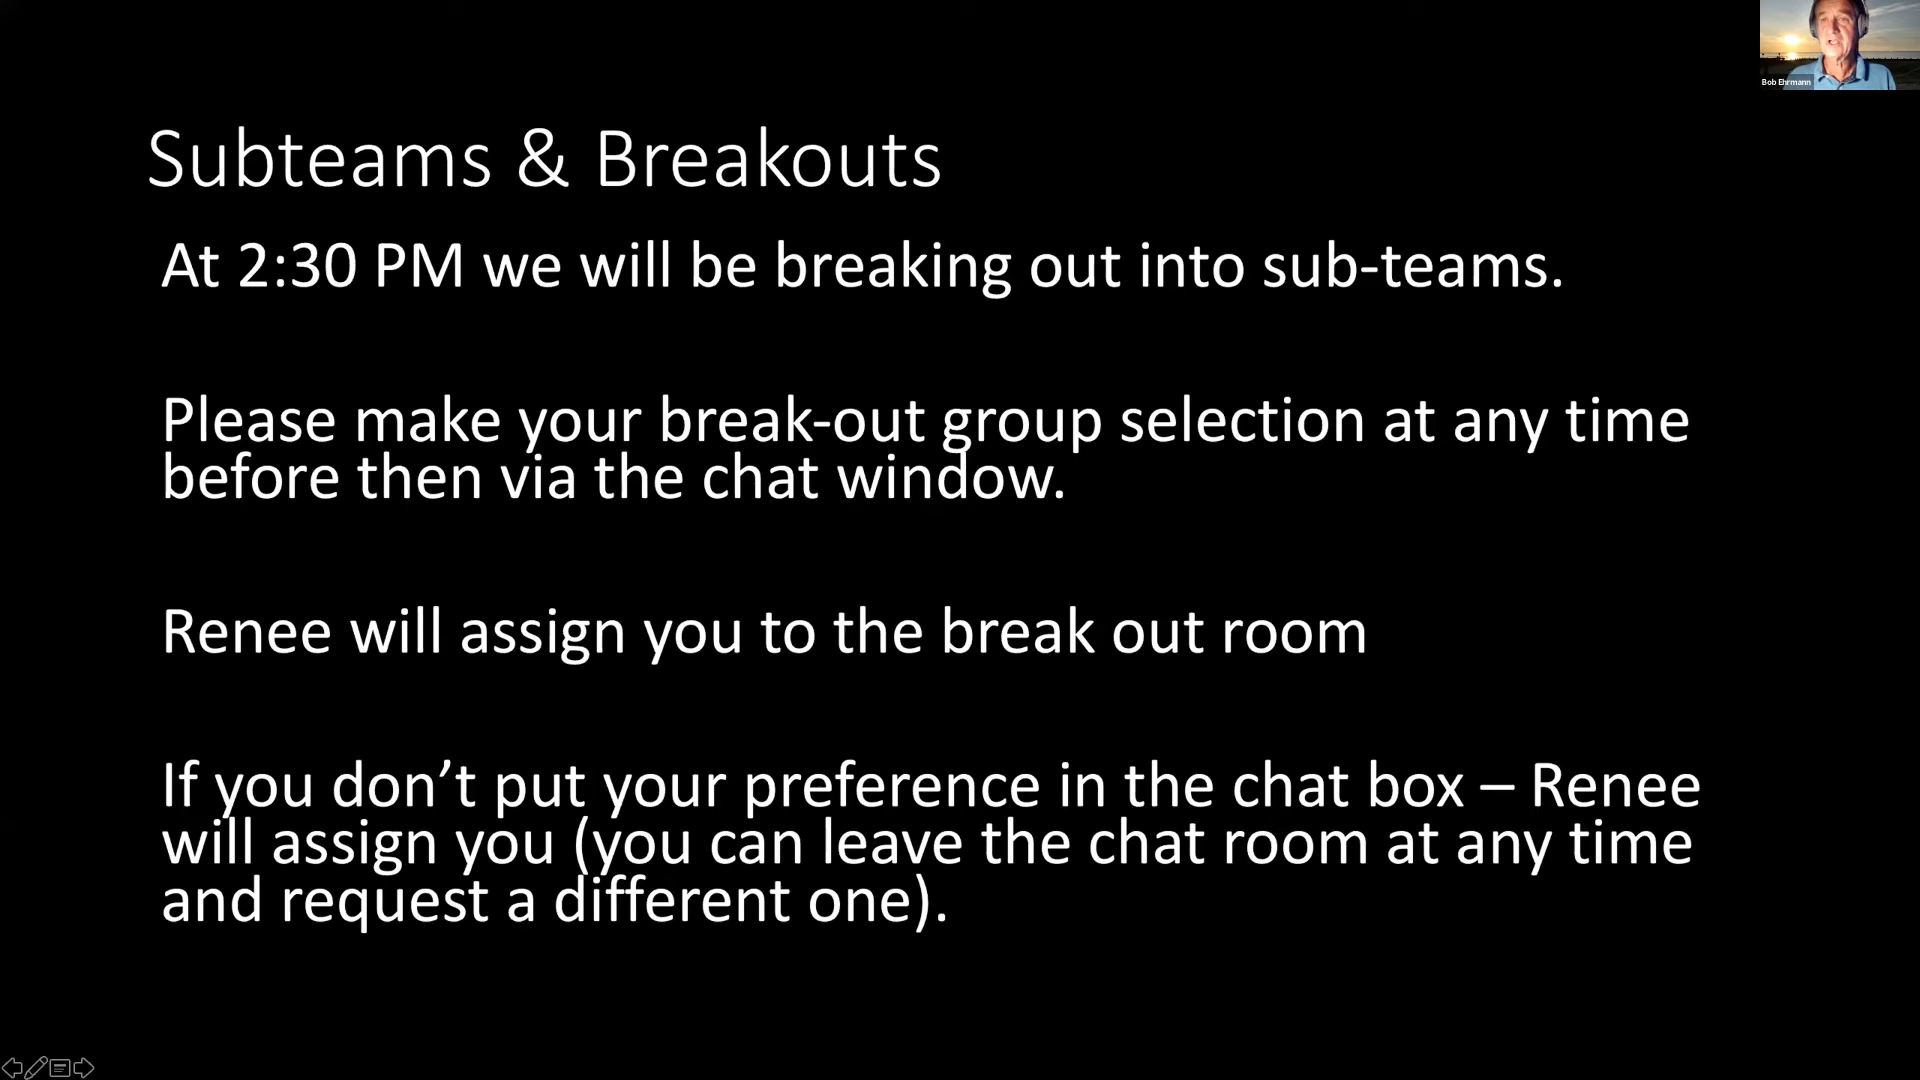 Bob Ehrmann
Subteams & Breakouts
At 2:30 PM we will be breaking out into sub-teams.
Please make your break-out group selection at any time
before then via the chat window.
Renee will assign you to the break out room
If you don’t put your preference in the chat box – Renee
will assign you (you can leave the chat room at any time
and request a different one).